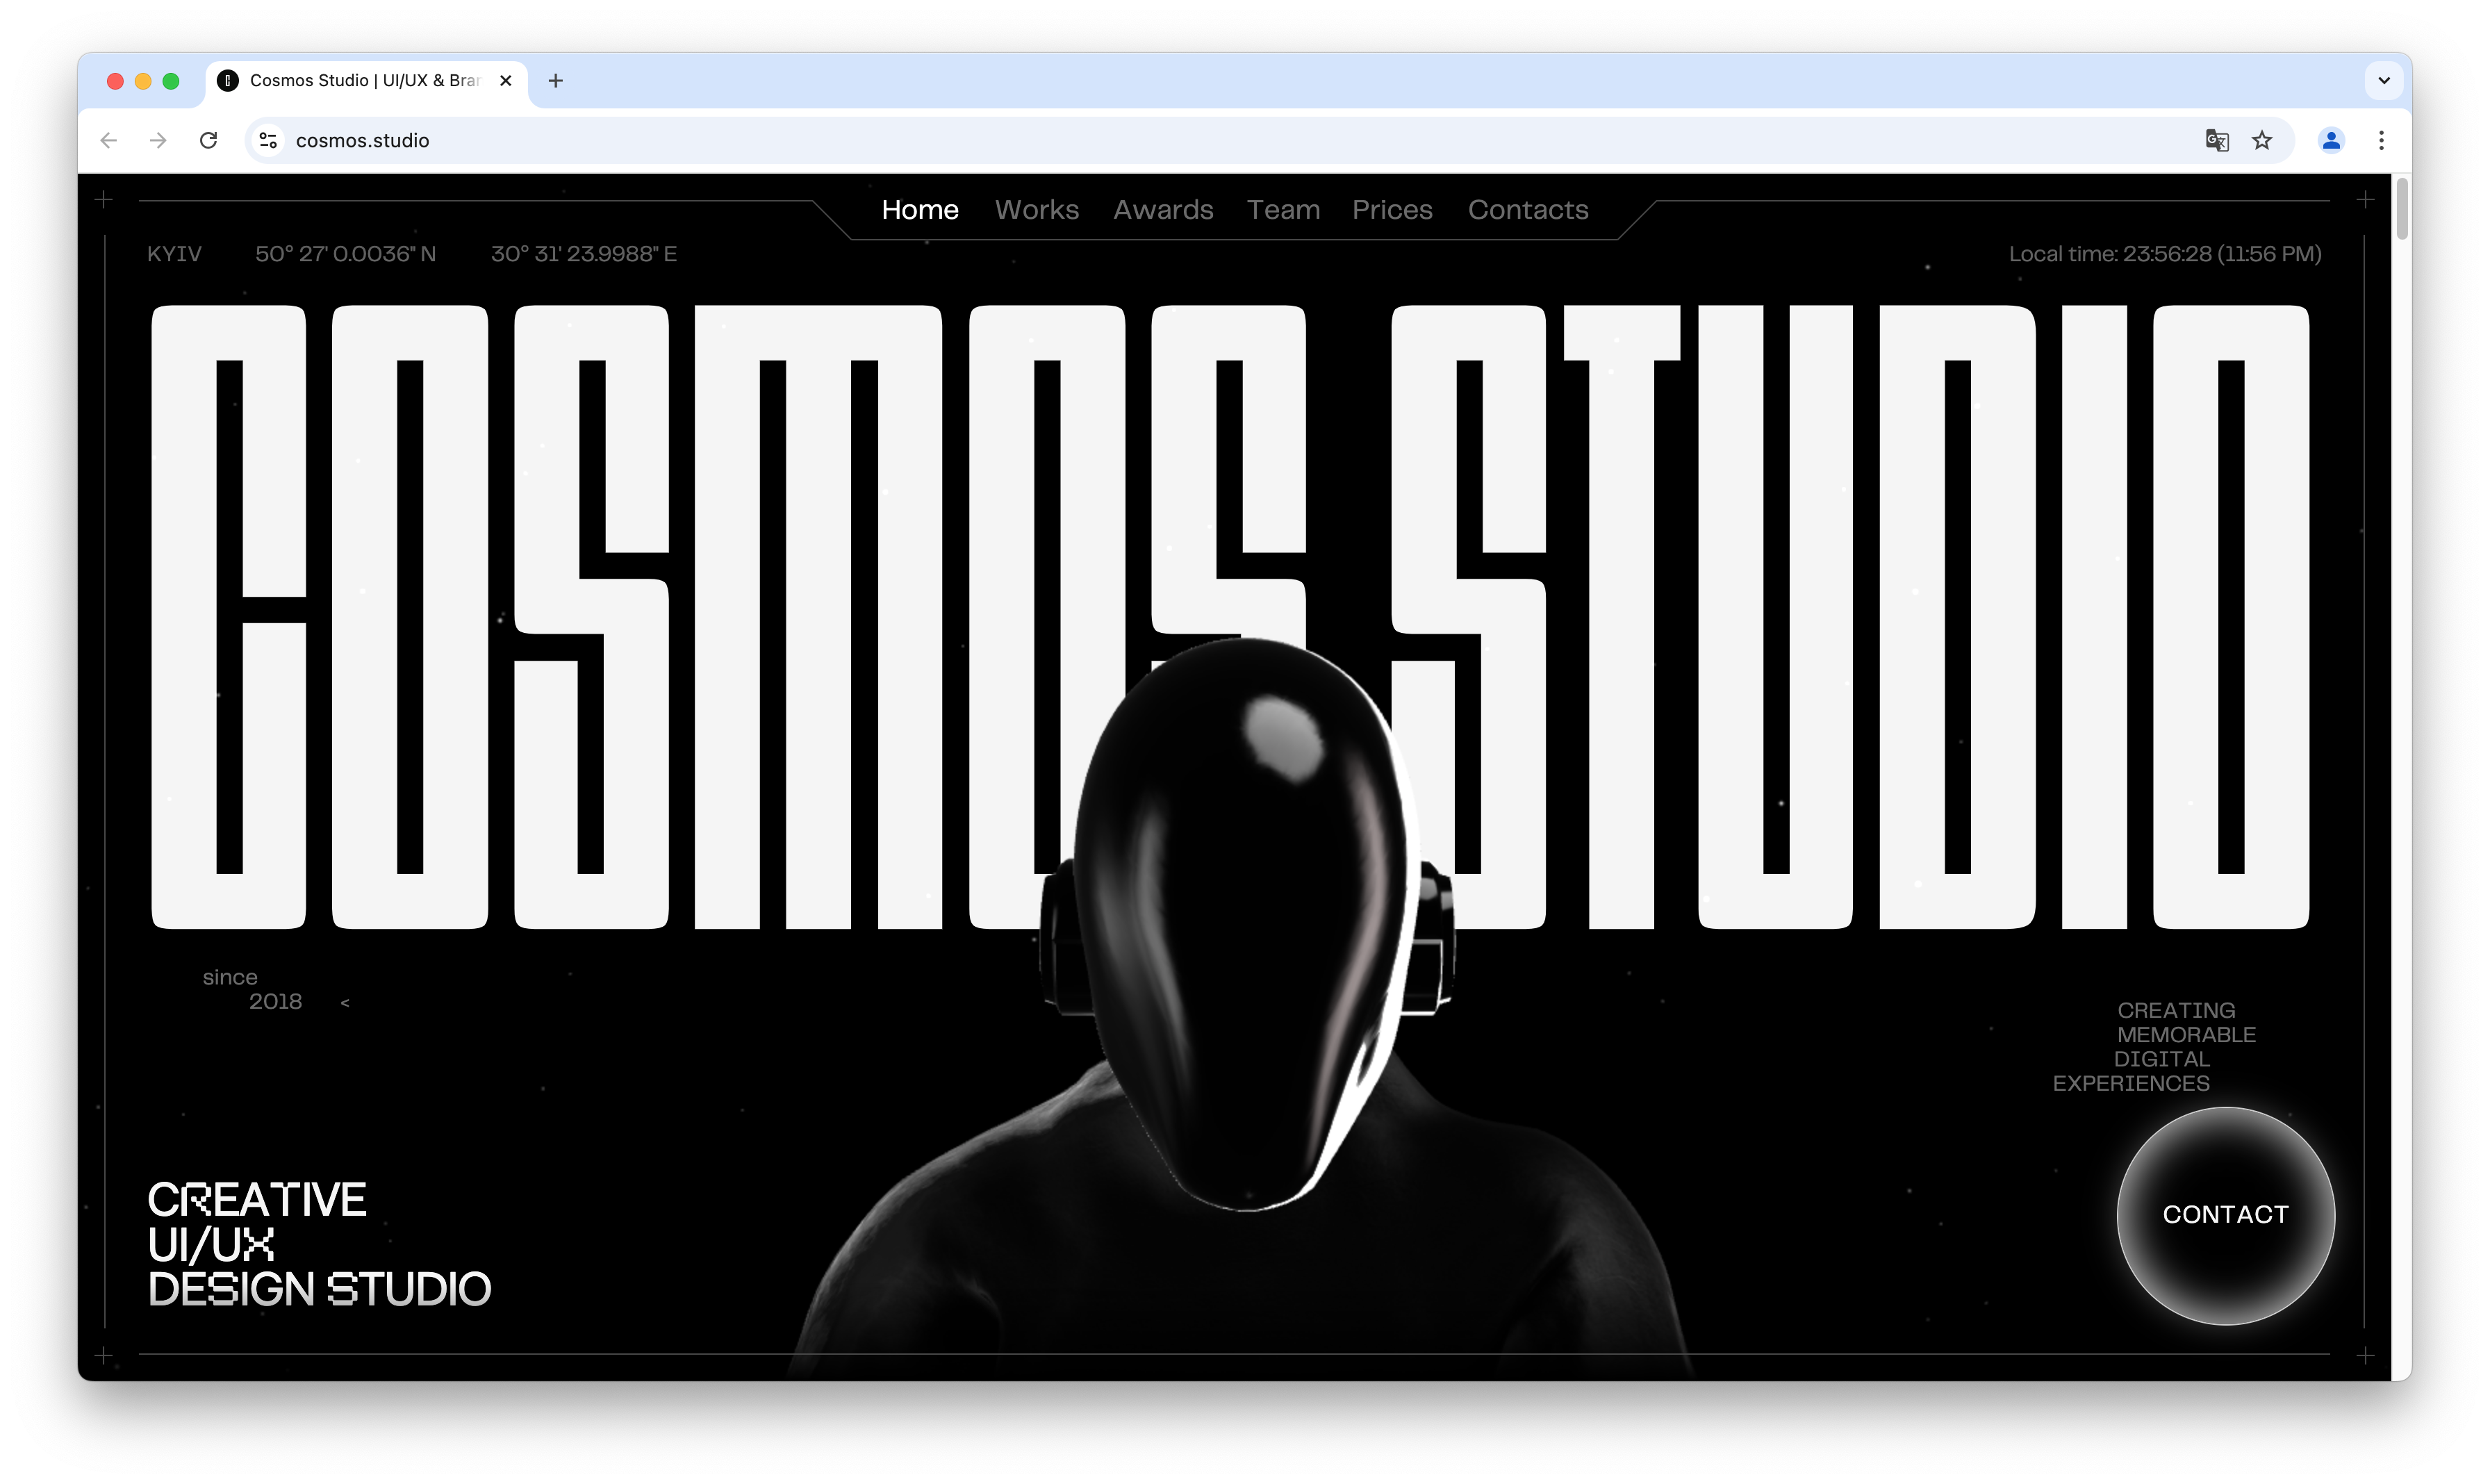 Cosmos Studio | UI/UX & Bra
cosmos.studio
Home Works Awards Team Prices Contacts
KYIV 50° 27' 0.0036" N 30° 31' 23.9988" E
Local time: 23:56:28 (11:56 PM)
COSMOS STUDIO
since
2018 <
CREATING
MEMORABLE
DIGITAL
EXPERIENCES
CREATIVE
UI/UX
DESIGN STUDIO
CONTACT